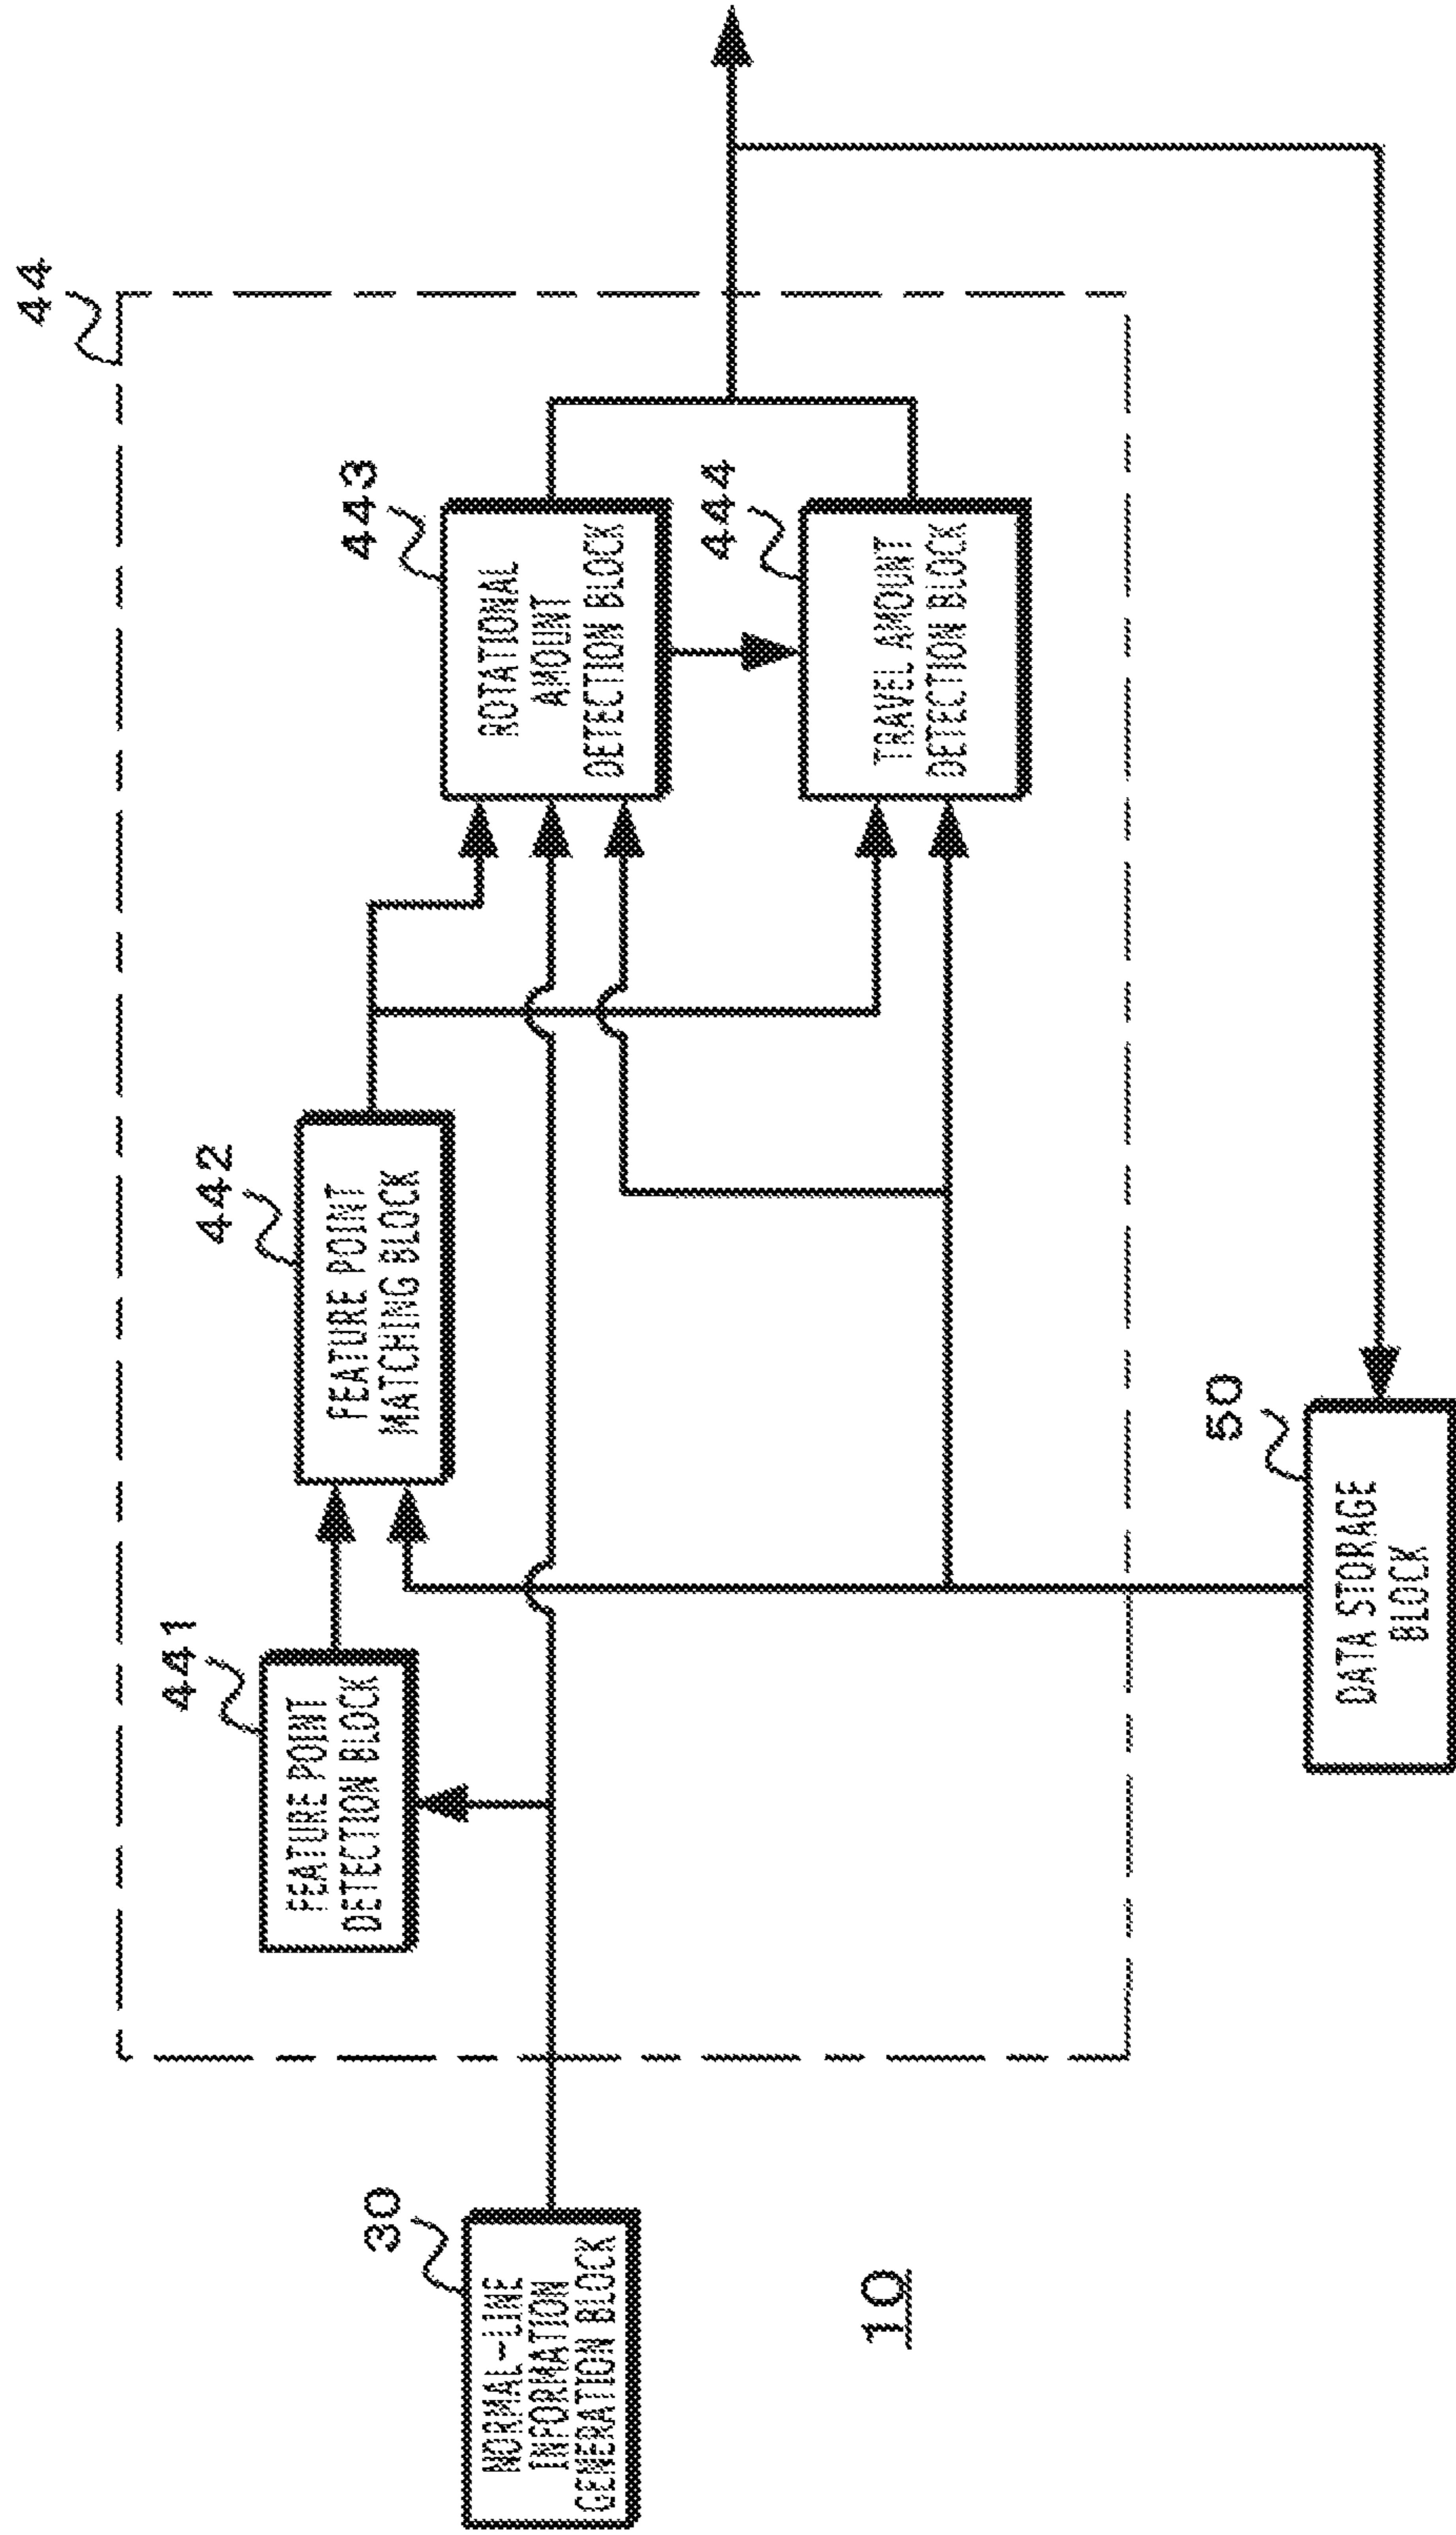 44
441
FEATURE POINT
DETECTION BLOCK
442
FEATURE POINT
MATCHING BLOCK
443
ROTATIONAL
AMOUNT
DETECTION BLOCK
444
TRAVEL AMOUNT
DETECTION BLOCK
30
NORMAL-LINE
INFORMATION
GENERATION BLOCK
50
DATA STORAGE
BLOCK
10